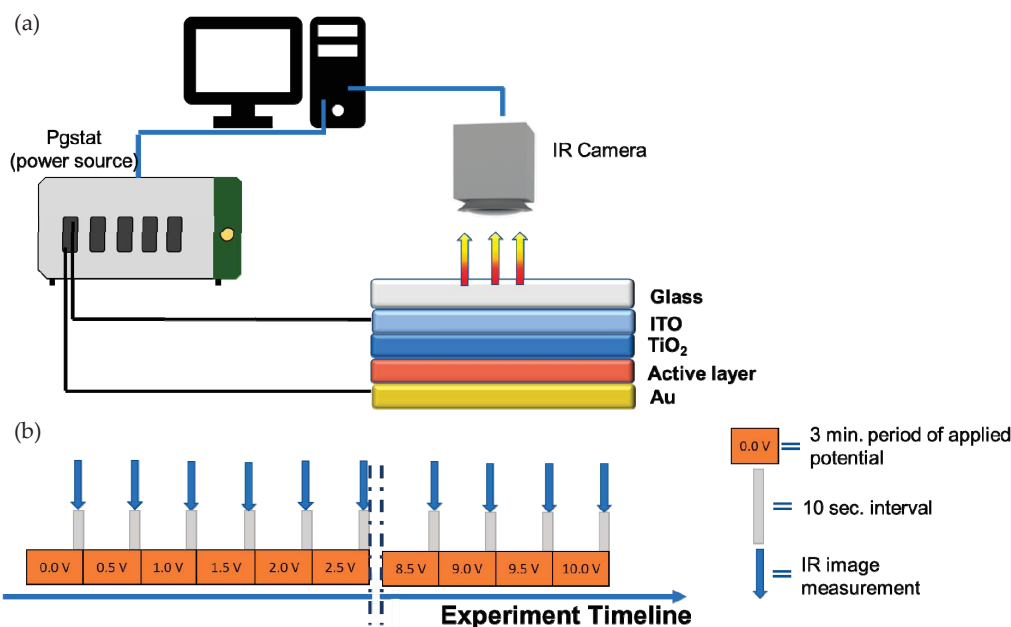 (a)
Pgstat
(power source)
IR Camera
Glass
ITO
TiO₂
Active layer
Au
(b)
0.0 V 0.5 V 1.0 V 1.5 V 2.0 V 2.5 V 8.5 V 9.0 V 9.5 V 10.0 V
Experiment Timeline
0.0 V = 3 min. period of applied
potential
= 10 sec. interval
= IR image
measurement